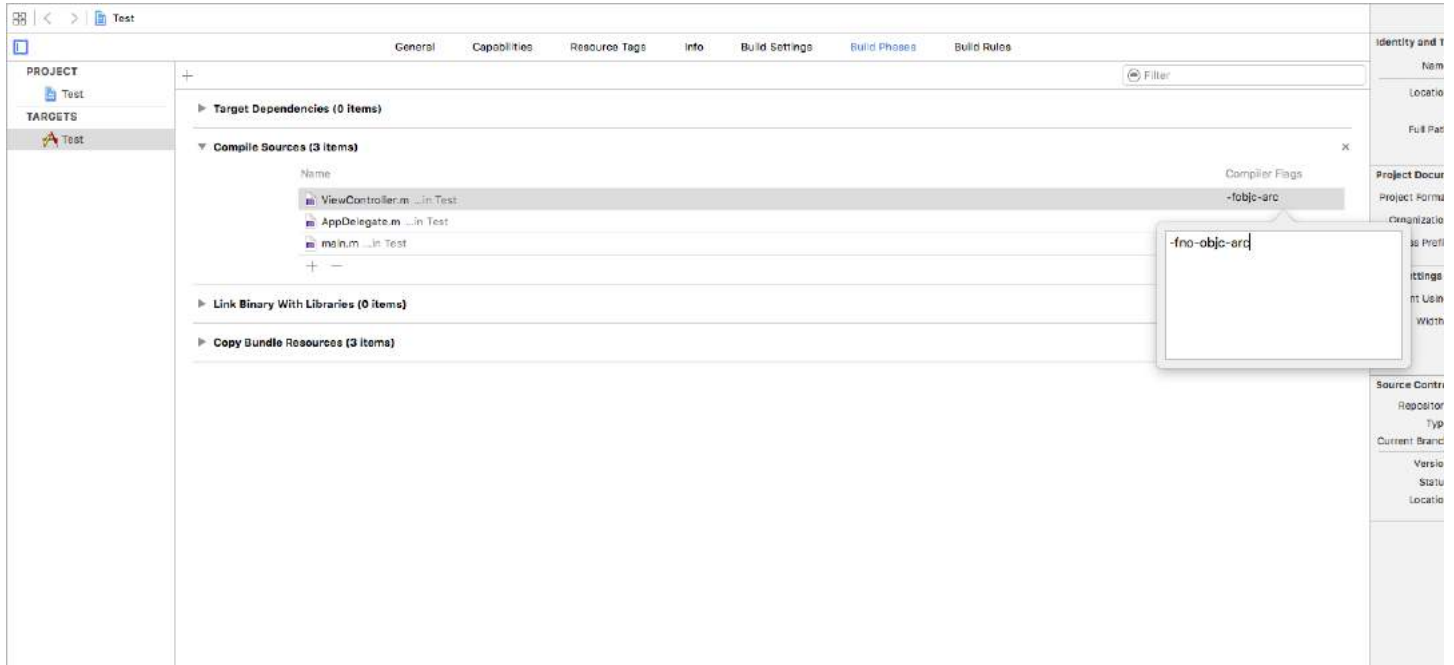 Test
General Capabilities Resource Tags Info Build Settings Build Phases Build Rules
PROJECT
Test
TARGETS
Test
+ Filter
Target Dependencies (0 items)
Compile Sources (3 items)
Name Compiler Flags
ViewController.m ...in Test -fobjc-arc
AppDelegate.m ...in Test
main.m ...in Test
+ −
-fno-objc-arc
Link Binary With Libraries (0 items)
Copy Bundle Resources (3 items)
Identity and T
Nam
Locatio
Full Pat
Project Docum
Project Forma
Organizatio
ss Prefi
ttings
nt Usin
Width
Source Contro
Repositor
Typ
Current Branc
Versio
Statu
Locatio